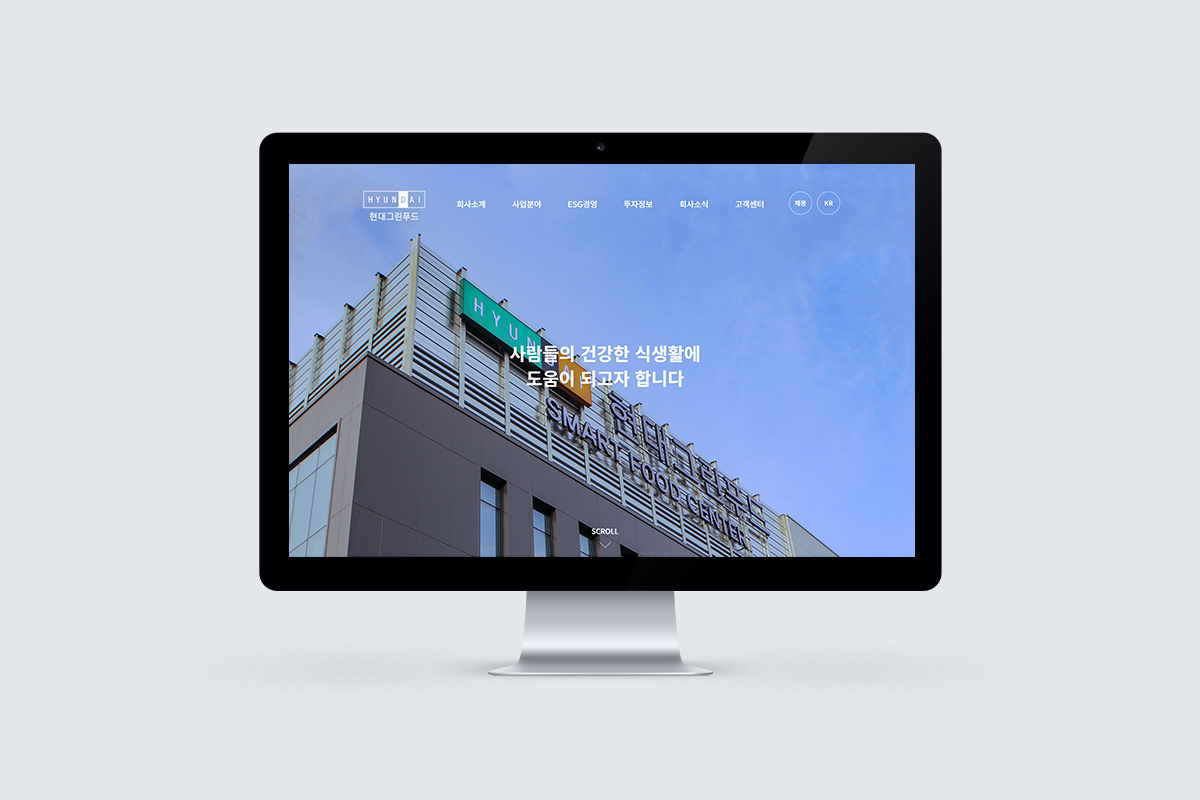 HYUNDAI
현대그린푸드
회사소개 사업분야 ESG경영 투자정보 회사소식 고객센터 채용 KR
HYUN
사람들의 건강한 식생활에
도움이 되고자 합니다
현대그린푸드
SMART FOOD CENTER
SCROLL